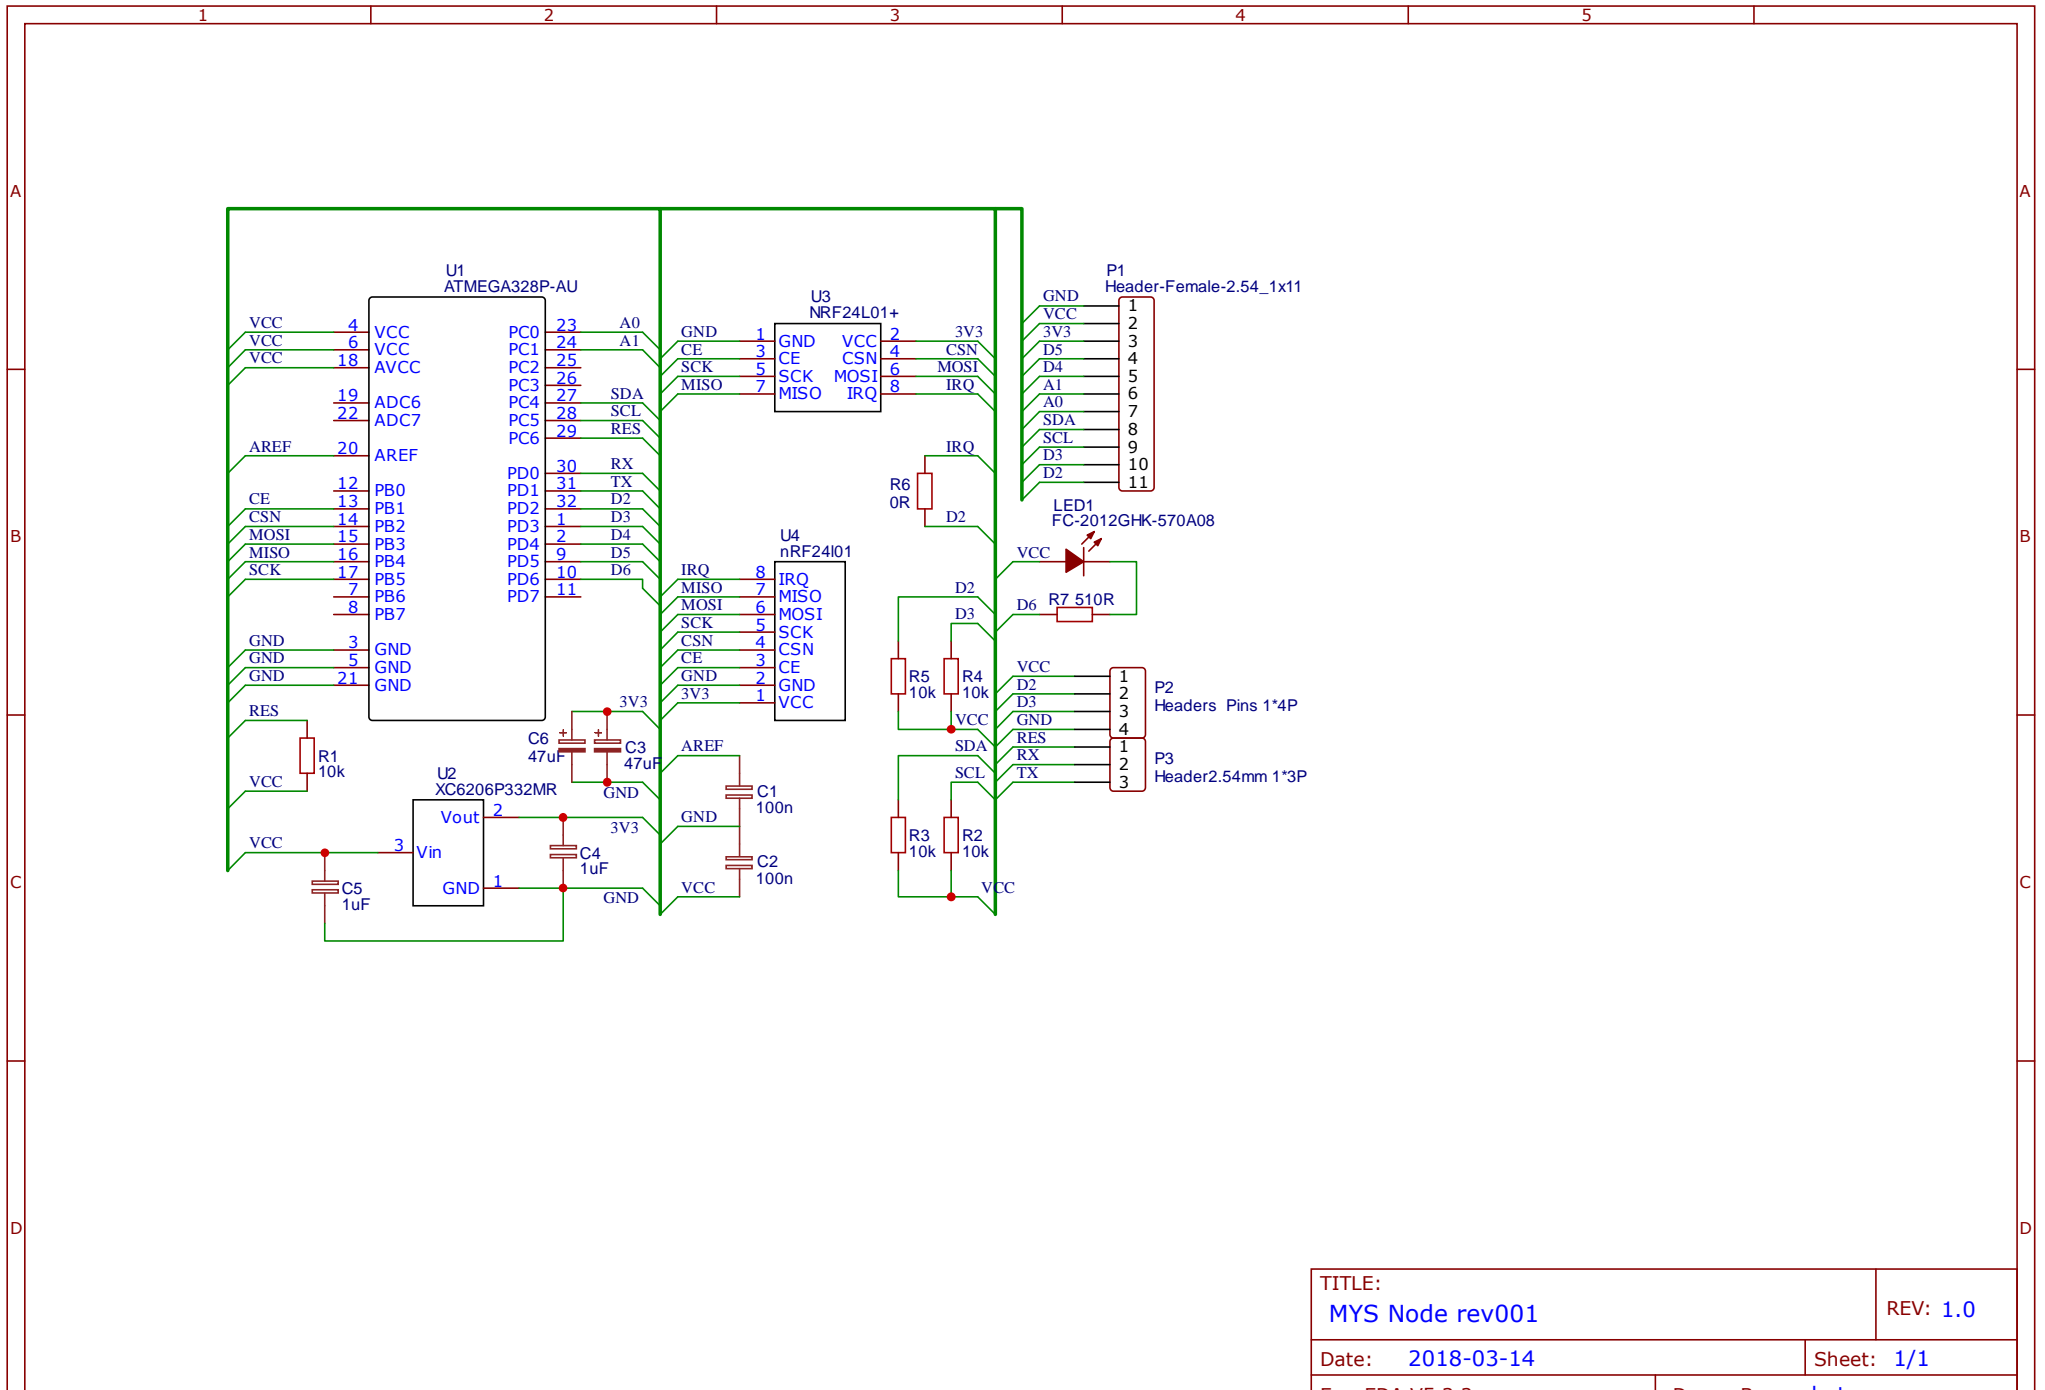 1 2 3 4 5
A A
B B
C C
D D
U1
ATMEGA328P-AU
VCC 4 VCC
VCC 6 VCC
VCC 18 AVCC
19 ADC6
22 ADC7
AREF 20 AREF
12 PB0
CE 13 PB1
CSN 14 PB2
MOSI 15 PB3
MISO 16 PB4
SCK 17 PB5
7 PB6
8 PB7
GND 3 GND
GND 5 GND
GND 21 GND
PC0 23 A0
PC1 24 A1
PC2 25
PC3 26
PC4 27 SDA
PC5 28 SCL
PC6 29 RES
PD0 30 RX
PD1 31 TX
PD2 32 D2
PD3 1 D3
PD4 2 D4
PD5 9 D5
PD6 10 D6
PD7 11
RES
R1
10k
VCC
U2
XC6206P332MR
VCC 3 Vin
Vout 2 3V3
GND 1 GND
C5
1uF
C4
1uF
3V3
+ +
C6
47uF
C3
47uF
GND
U3
NRF24L01+
GND 1 GND VCC 2 3V3
CE 3 CE CSN 4 CSN
SCK 5 SCK MOSI 6 MOSI
MISO 7 MISO IRQ 8 IRQ
U4
nRF24l01
IRQ 8 IRQ
MISO 7 MISO
MOSI 6 MOSI
SCK 5 SCK
CSN 4 CSN
CE 3 CE
GND 2 GND
3V3 1 VCC
AREF
C1
100n
GND
C2
100n
VCC
IRQ
R6
0R
D2
D2
D3
R5
10k
R4
10k
VCC
SDA
SCL
R3
10k
R2
10k
VCC
P1
Header-Female-2.54_1x11
GND 1
VCC 2
3V3 3
D5 4
D4 5
A1 6
A0 7
SDA 8
SCL 9
D3 10
D2 11
LED1
FC-2012GHK-570A08
VCC
D6 R7 510R
VCC 1
D2 2
D3 3
GND 4
P2
Headers Pins 1*4P
RES 1
RX 2
TX 3
P3
Header2.54mm 1*3P
TITLE:
MYS Node rev001
REV: 1.0
Date: 2018-03-14
Sheet: 1/1